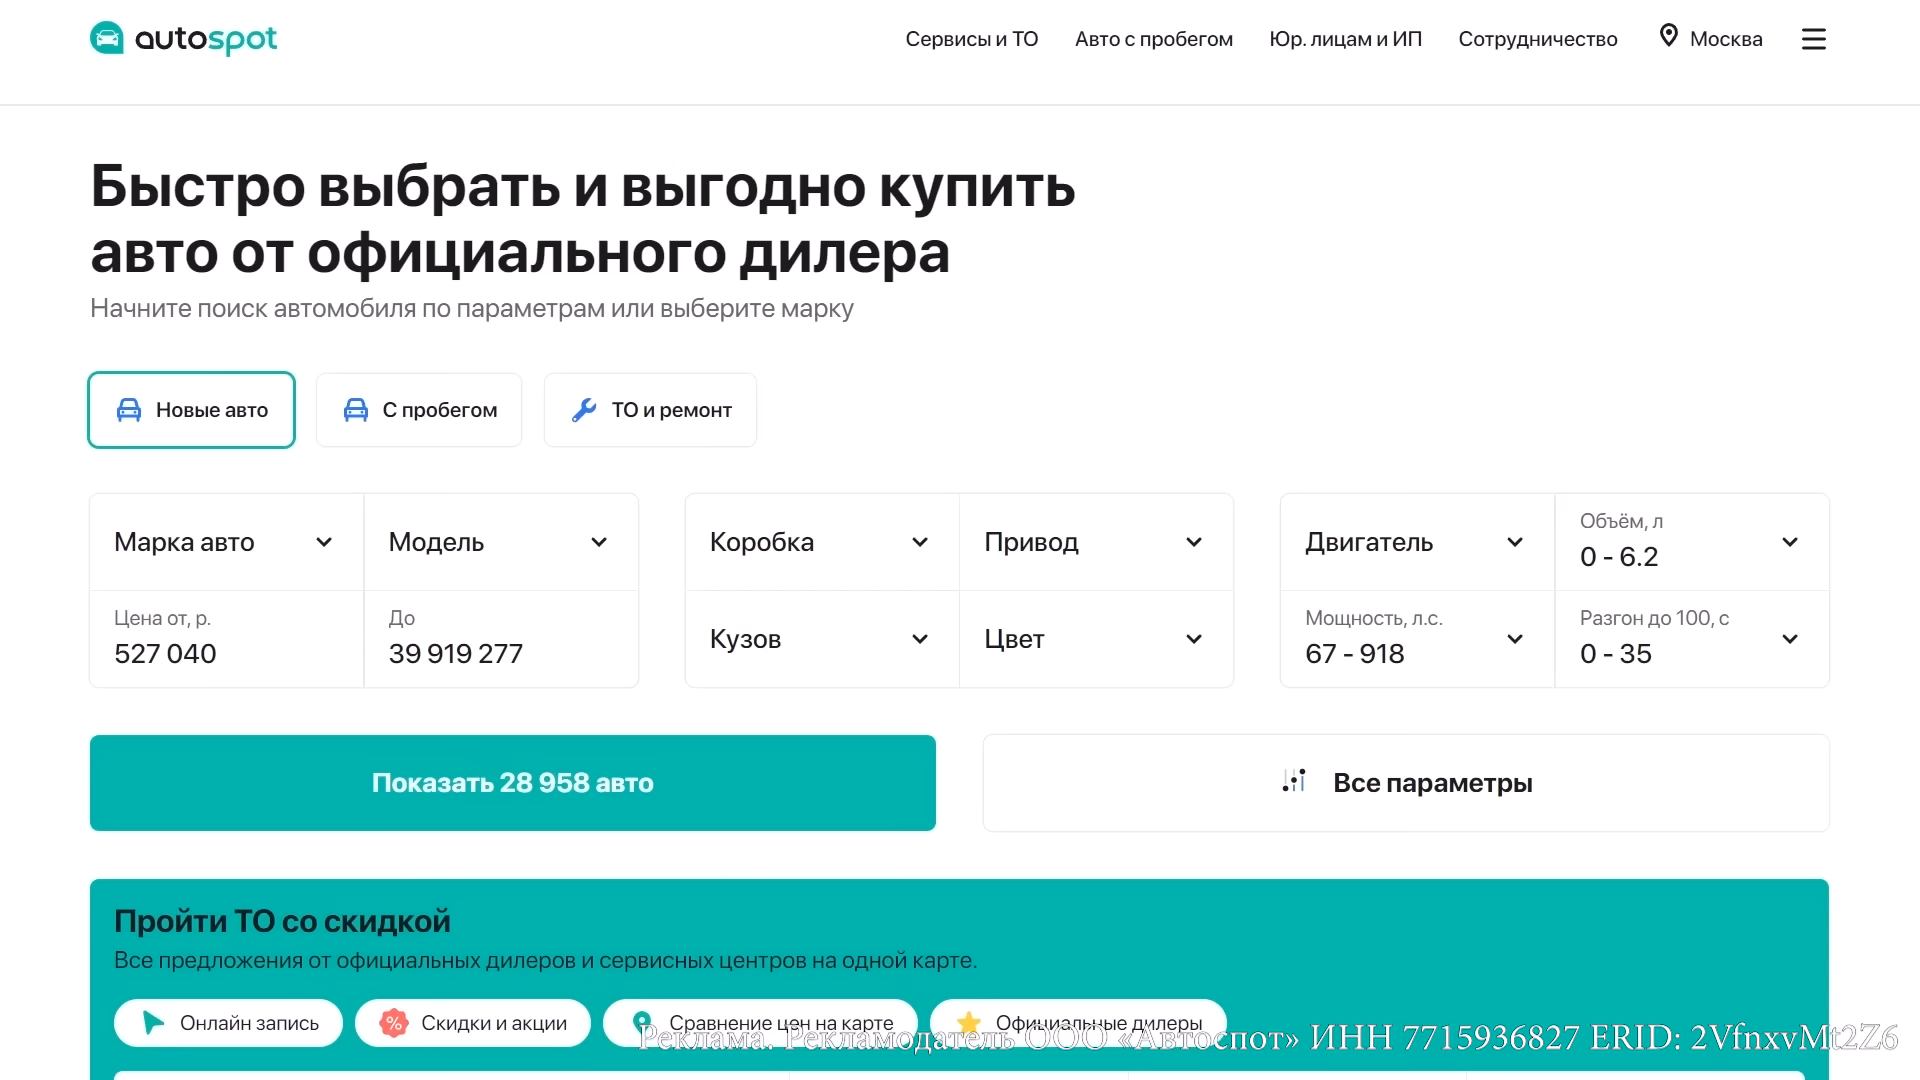 autospot
Сервисы и ТО
Авто с пробегом
Юр. лицам и ИП
Сотрудничество
Москва
Быстро выбрать и выгодно купить
авто от официального дилера
Начните поиск автомобиля по параметрам или выберите марку
Новые авто
С пробегом
ТО и ремонт
Марка авто
Модель
Цена от, р.
527 040
До
39 919 277
Коробка
Привод
Кузов
Цвет
Двигатель
Объём, л
0 - 6.2
Мощность, л.с.
67 - 918
Разгон до 100, с
0 - 35
Показать 28 958 авто
Все параметры
Пройти ТО со скидкой
Все предложения от официальных дилеров и сервисных центров на одной карте.
Онлайн запись
% Скидки и акции
Сравнение цен на карте
Официальные дилеры
Реклама. Рекламодатель ООО «Автоспот» ИНН 7715936827 ERID: 2VfnxvMt2Z6